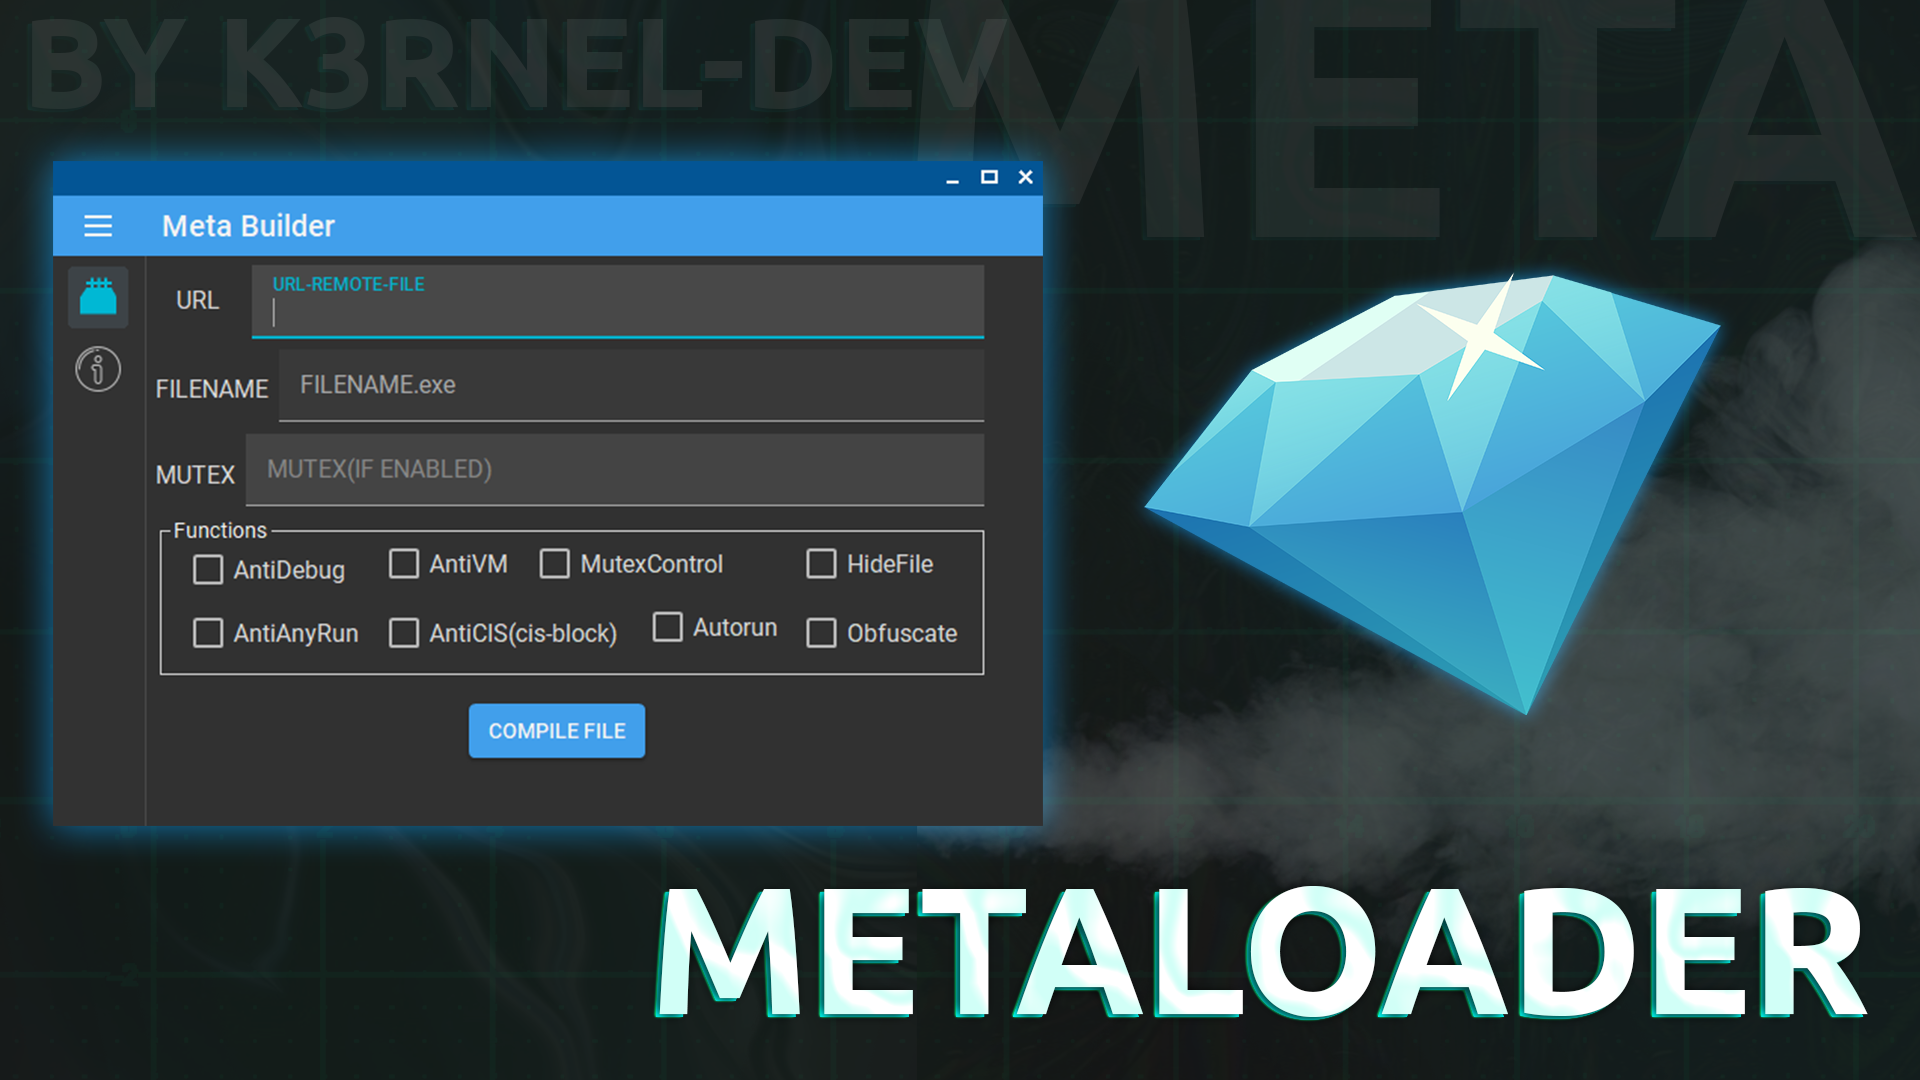 BY K3RNEL-DEV
META
Meta Builder
URL
URL-REMOTE-FILE
FILENAME
FILENAME.exe
MUTEX
MUTEX(IF ENABLED)
Functions
AntiDebug
AntiVM
MutexControl
HideFile
AntiAnyRun
AntiCIS(cis-block)
Autorun
Obfuscate
COMPILE FILE
METALOADER